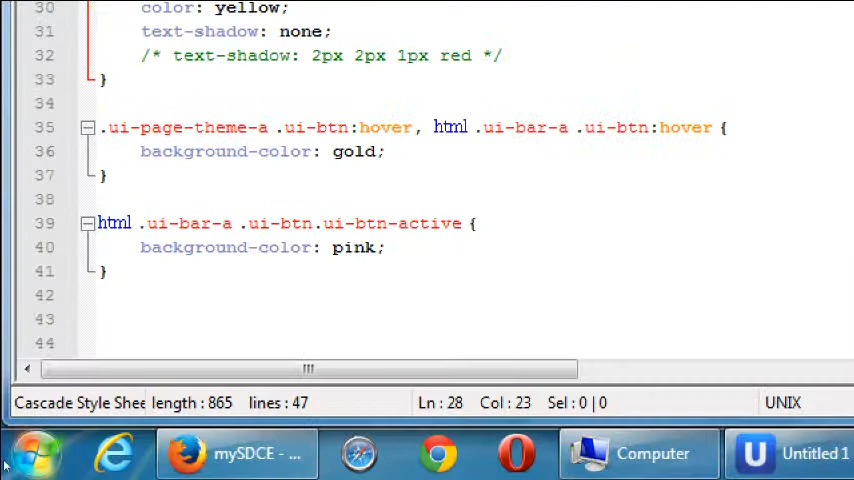 30 color: yellow;
31 text-shadow: none;
32 /* text-shadow: 2px 2px 1px red */
33 }
34
35 .ui-page-theme-a .ui-btn:hover, html .ui-bar-a .ui-btn:hover {
36 background-color: gold;
37 }
38
39 html .ui-bar-a .ui-btn.ui-btn-active {
40 background-color: pink;
41 }
42
43
44
Cascade Style Shee length : 865 lines : 47 Ln : 28 Col : 23 Sel : 0 | 0 UNIX
mySDCE - ... Computer U Untitled 1